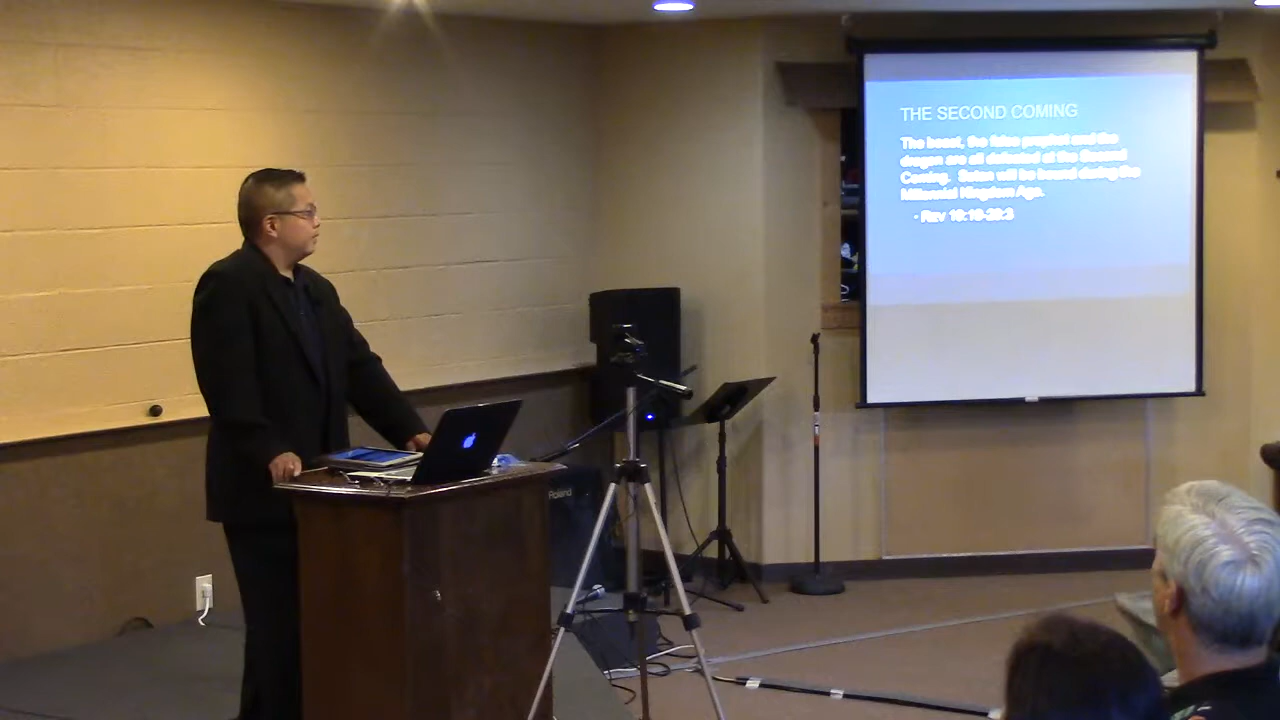 THE SECOND COMING
The beast, the false prophet and the
dragon are all defeated at the Second
Coming. Satan will be bound during the
Millennial Kingdom Age.
• Rev 19:19-20:3
Roland